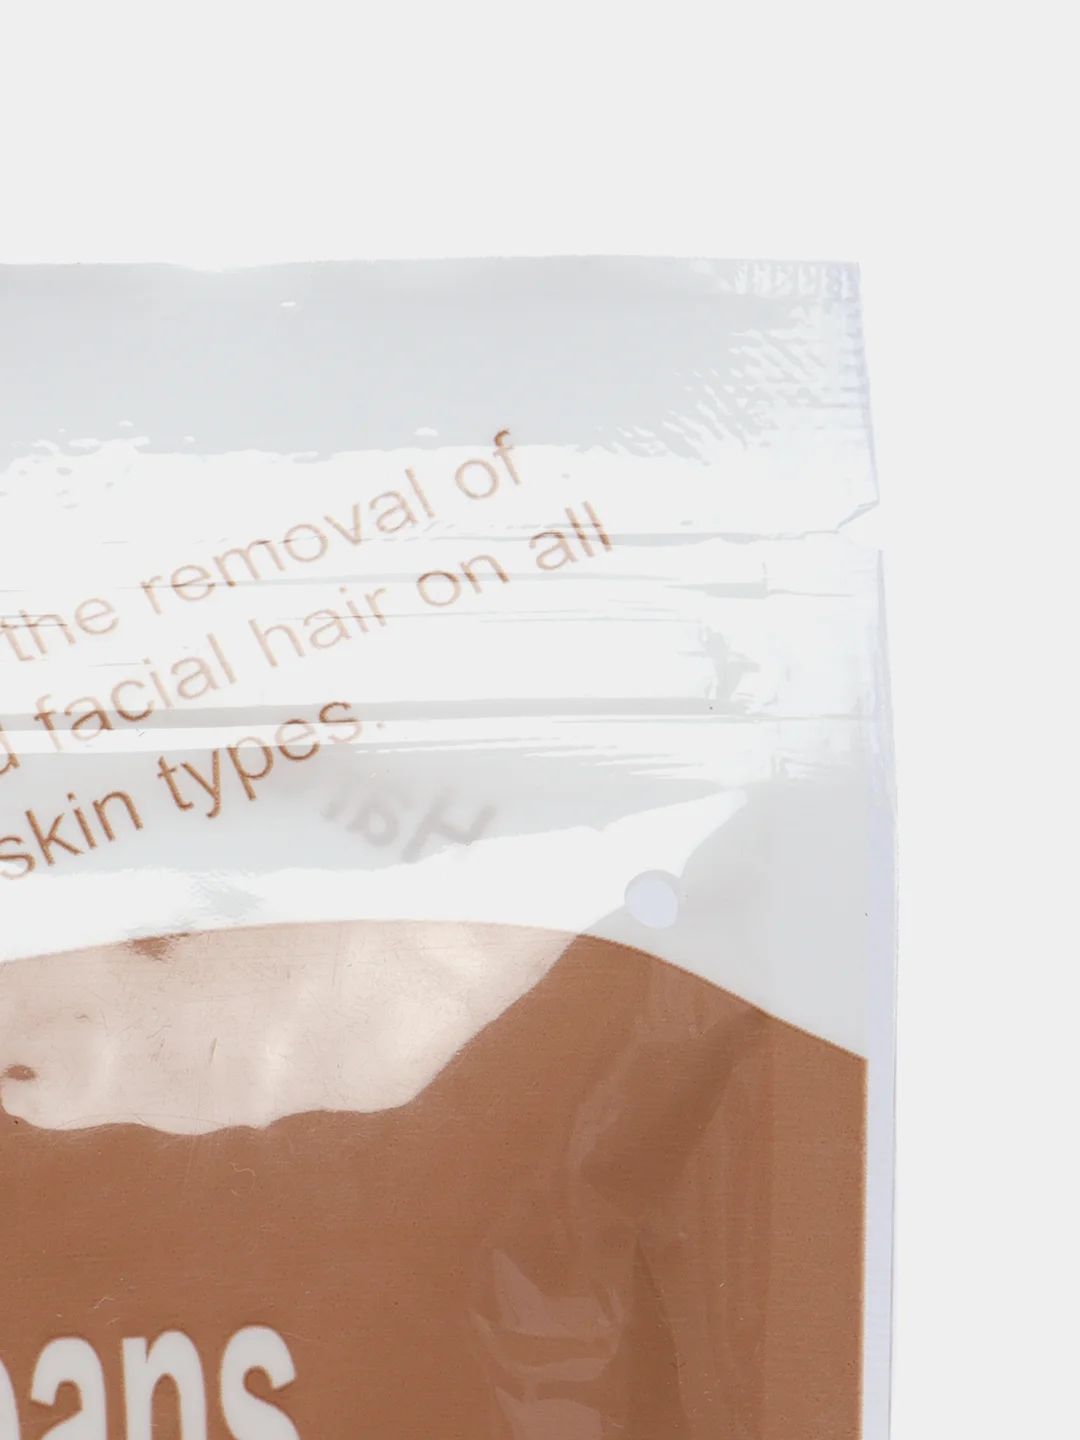 the removal of
facial hair on all
skin types.